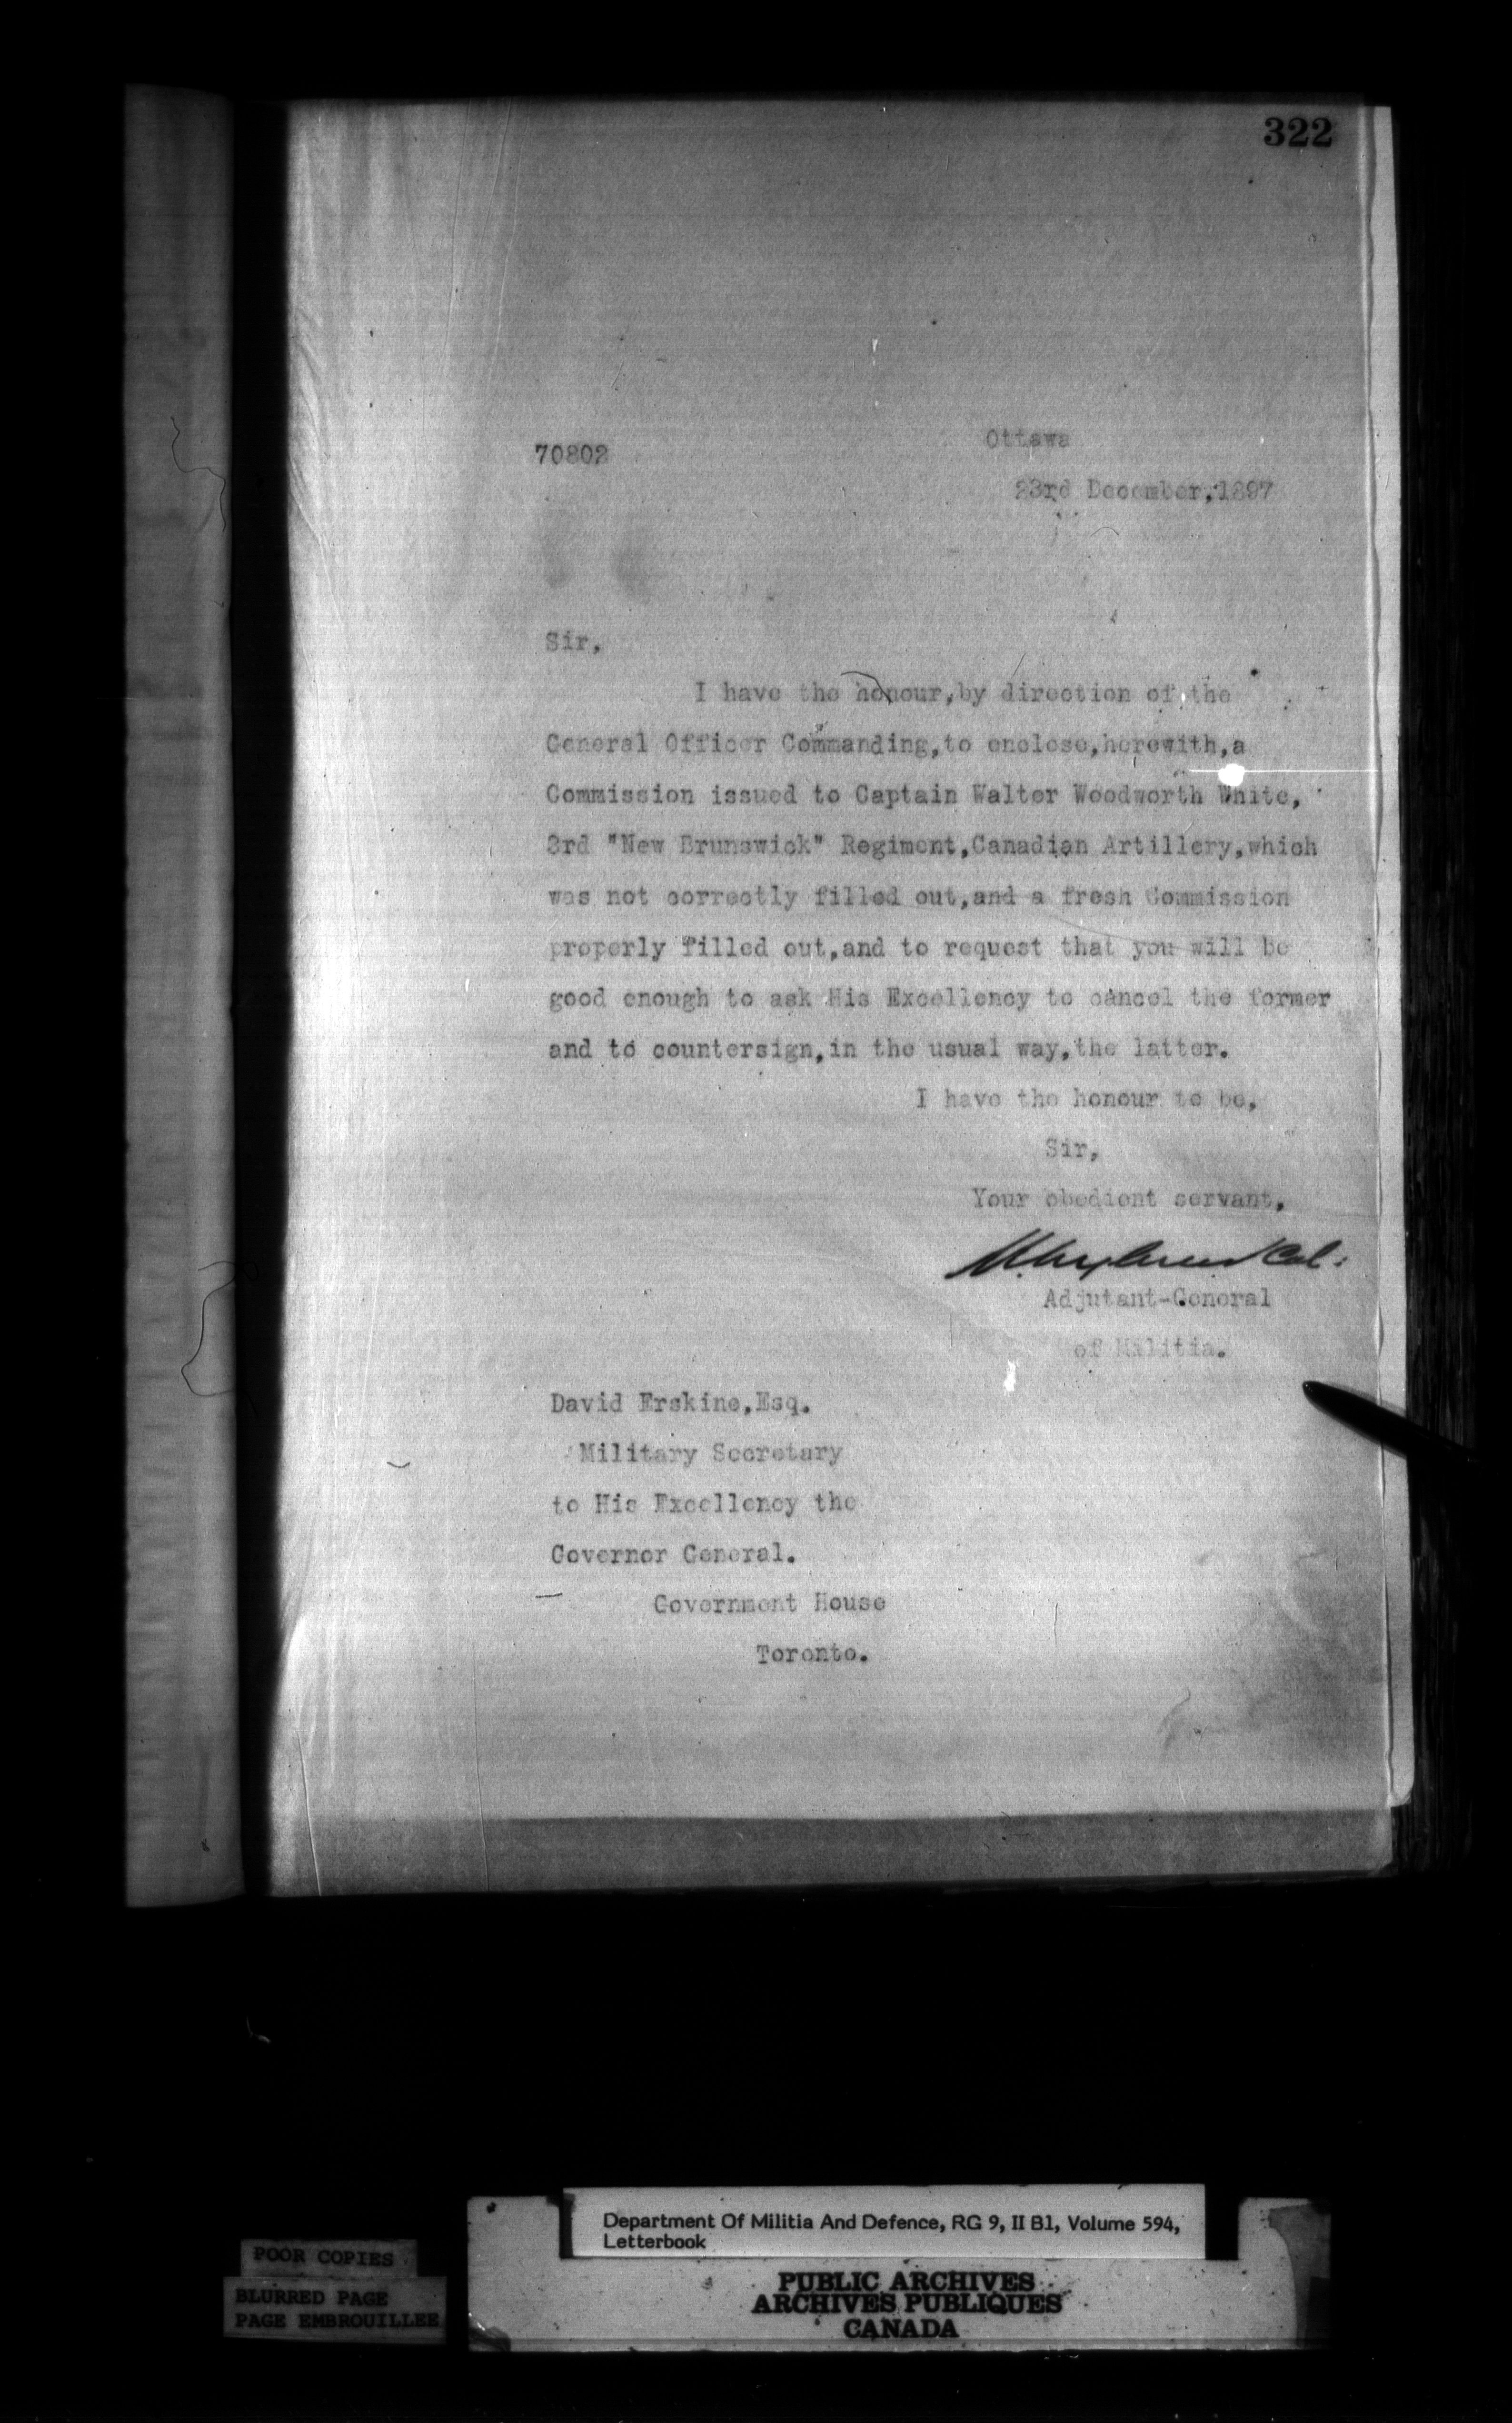 322
70802
Ottawa
23rd December, 1897
Sir,
I have the honour, by direction of the
General Officer Commanding, to enclose, herewith, a
Commission issued to Captain Walter Woodworth White,
3rd "New Brunswick" Regiment, Canadian Artillery, which
was not correctly filled out, and a fresh Commission
properly filled out, and to request that you will be
good enough to ask His Excellency to cancel the former
and to countersign, in the usual way, the latter.
I have the honour to be,
Sir,
Your obedient servant,
Col:
Adjutant-General
of Militia.
David Erskine, Esq.
Military Secretary
to His Excellency the
Governor General.
Government House
Toronto.
Department Of Militia And Defence, RG 9, II B1, Volume 594,
Letterbook
POOR COPIES
BLURRED PAGE
PAGE EMBROUILLEE
PUBLIC ARCHIVES
ARCHIVES PUBLIQUES
CANADA